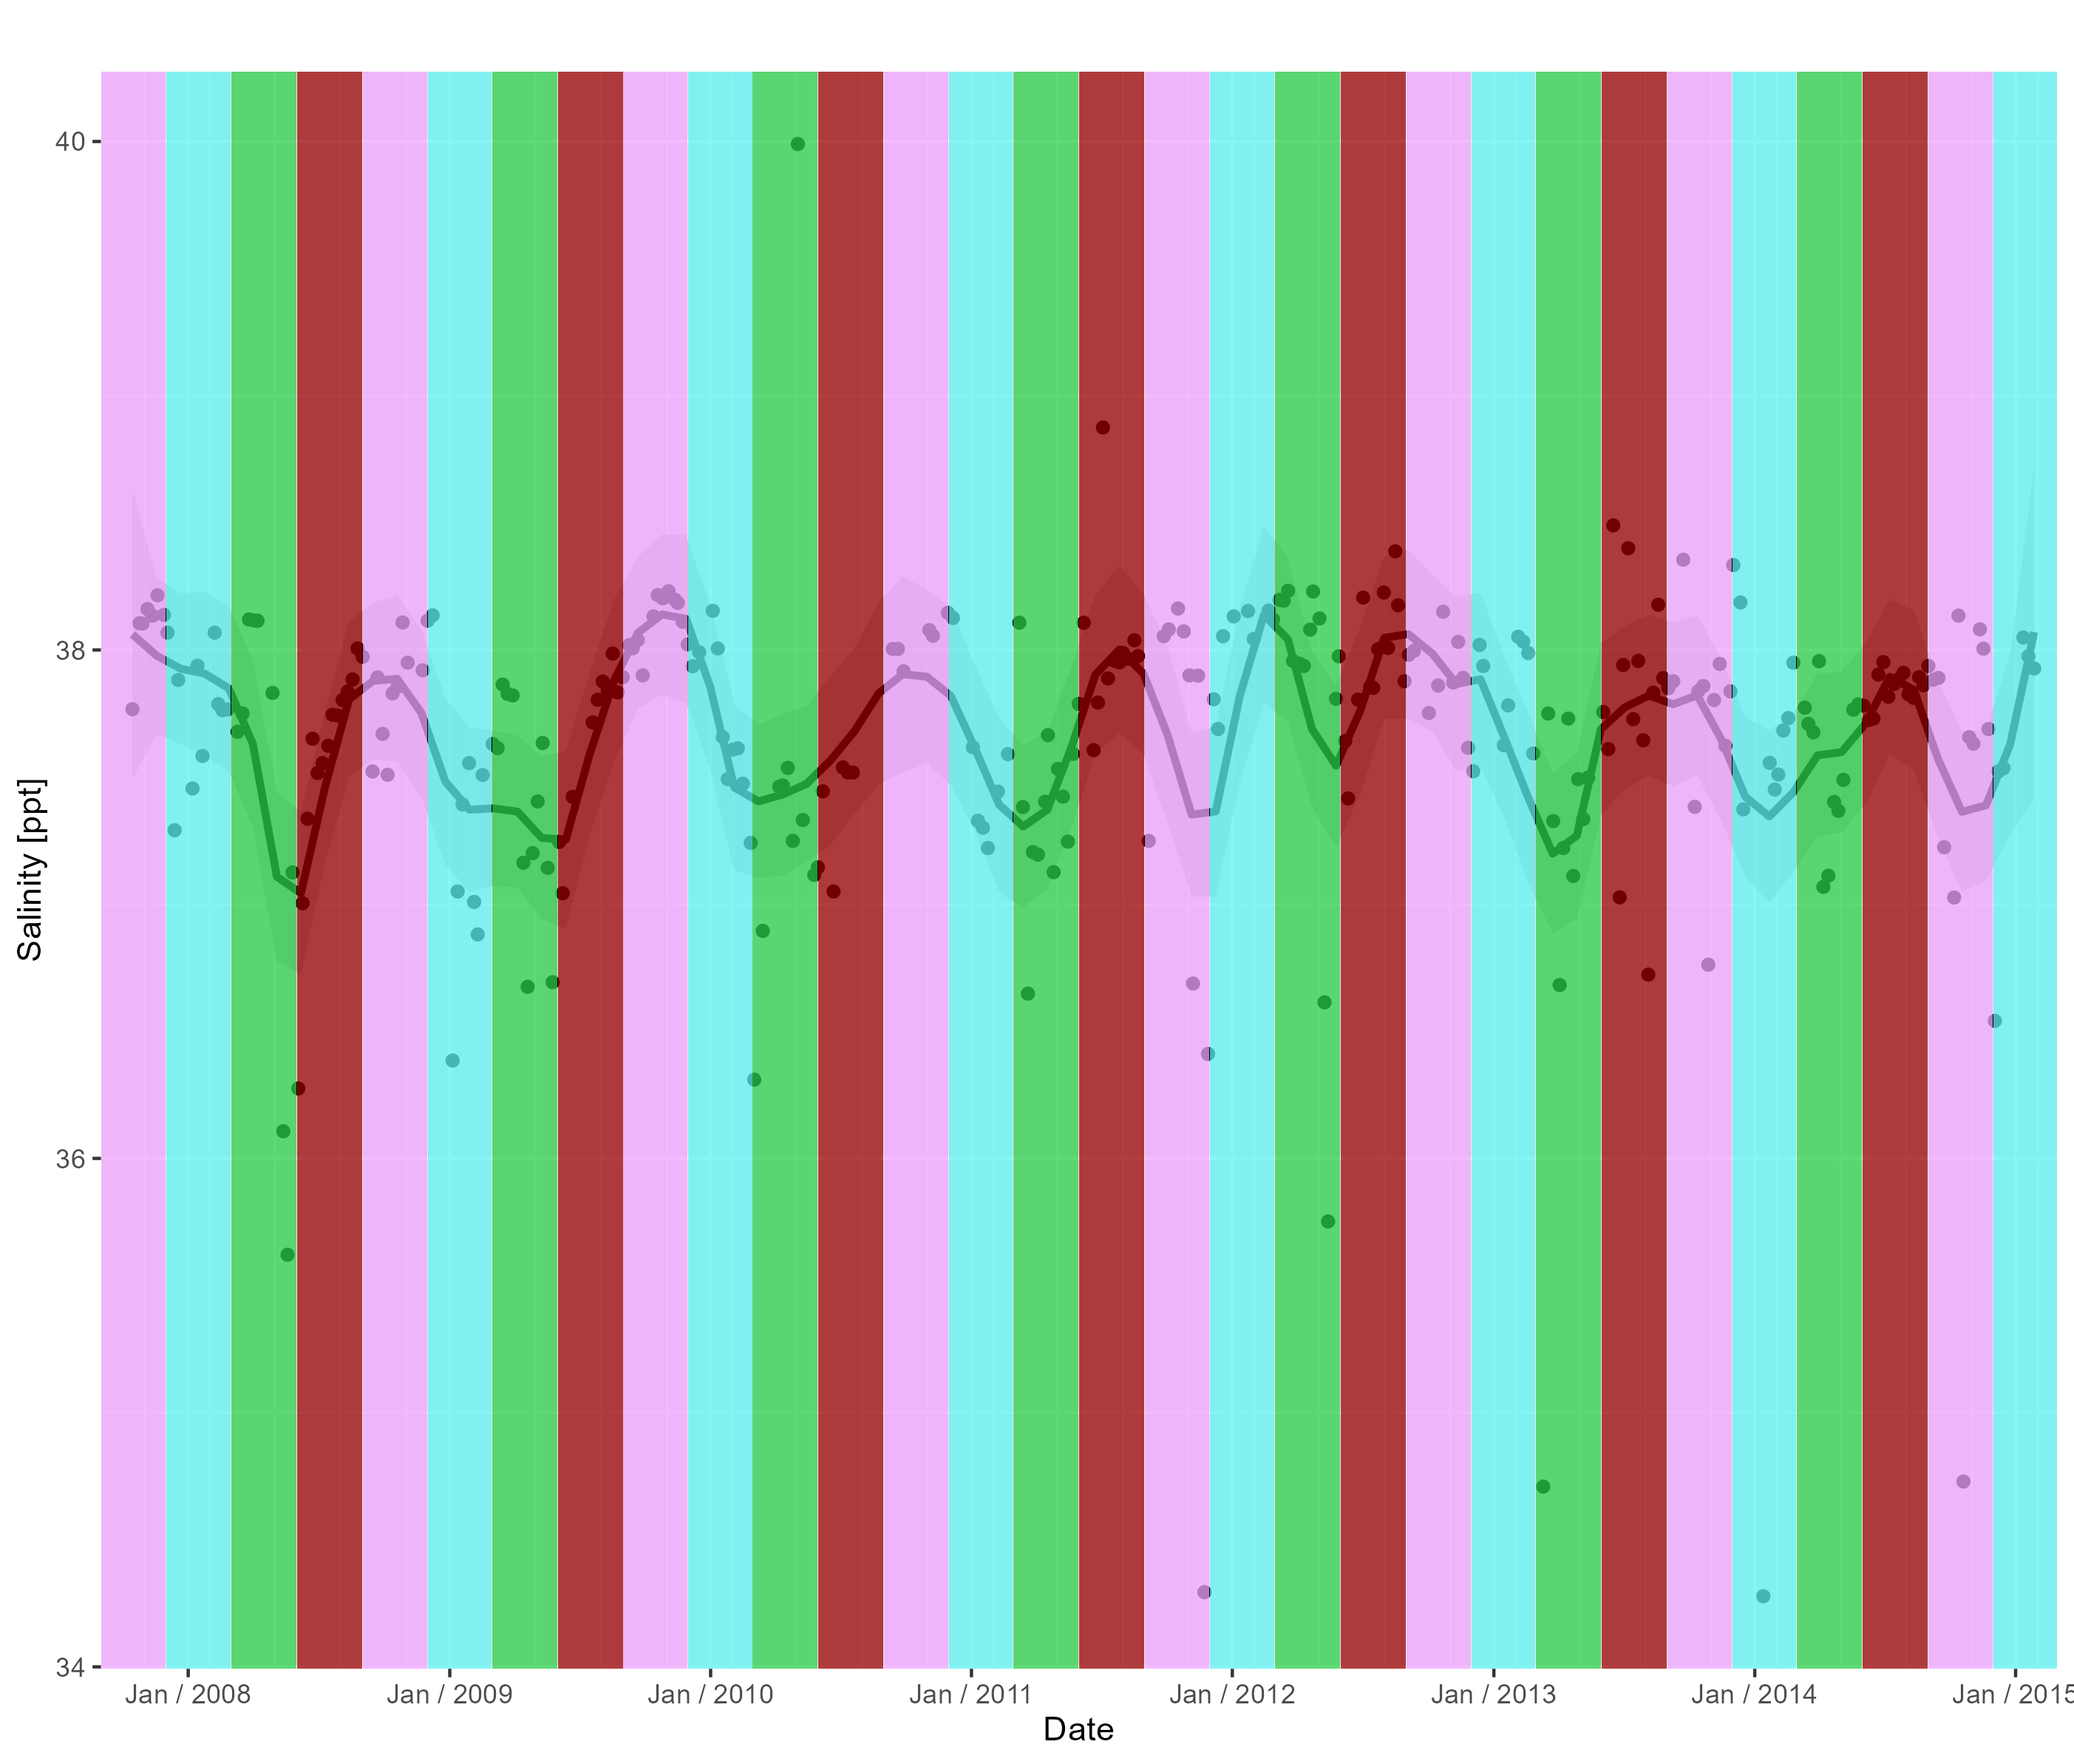 40
38
36
34
Salinity [ppt]
Jan / 2008
Jan / 2009
Jan / 2010
Jan / 2011
Jan / 2012
Jan / 2013
Jan / 2014
Jan / 2015
Date